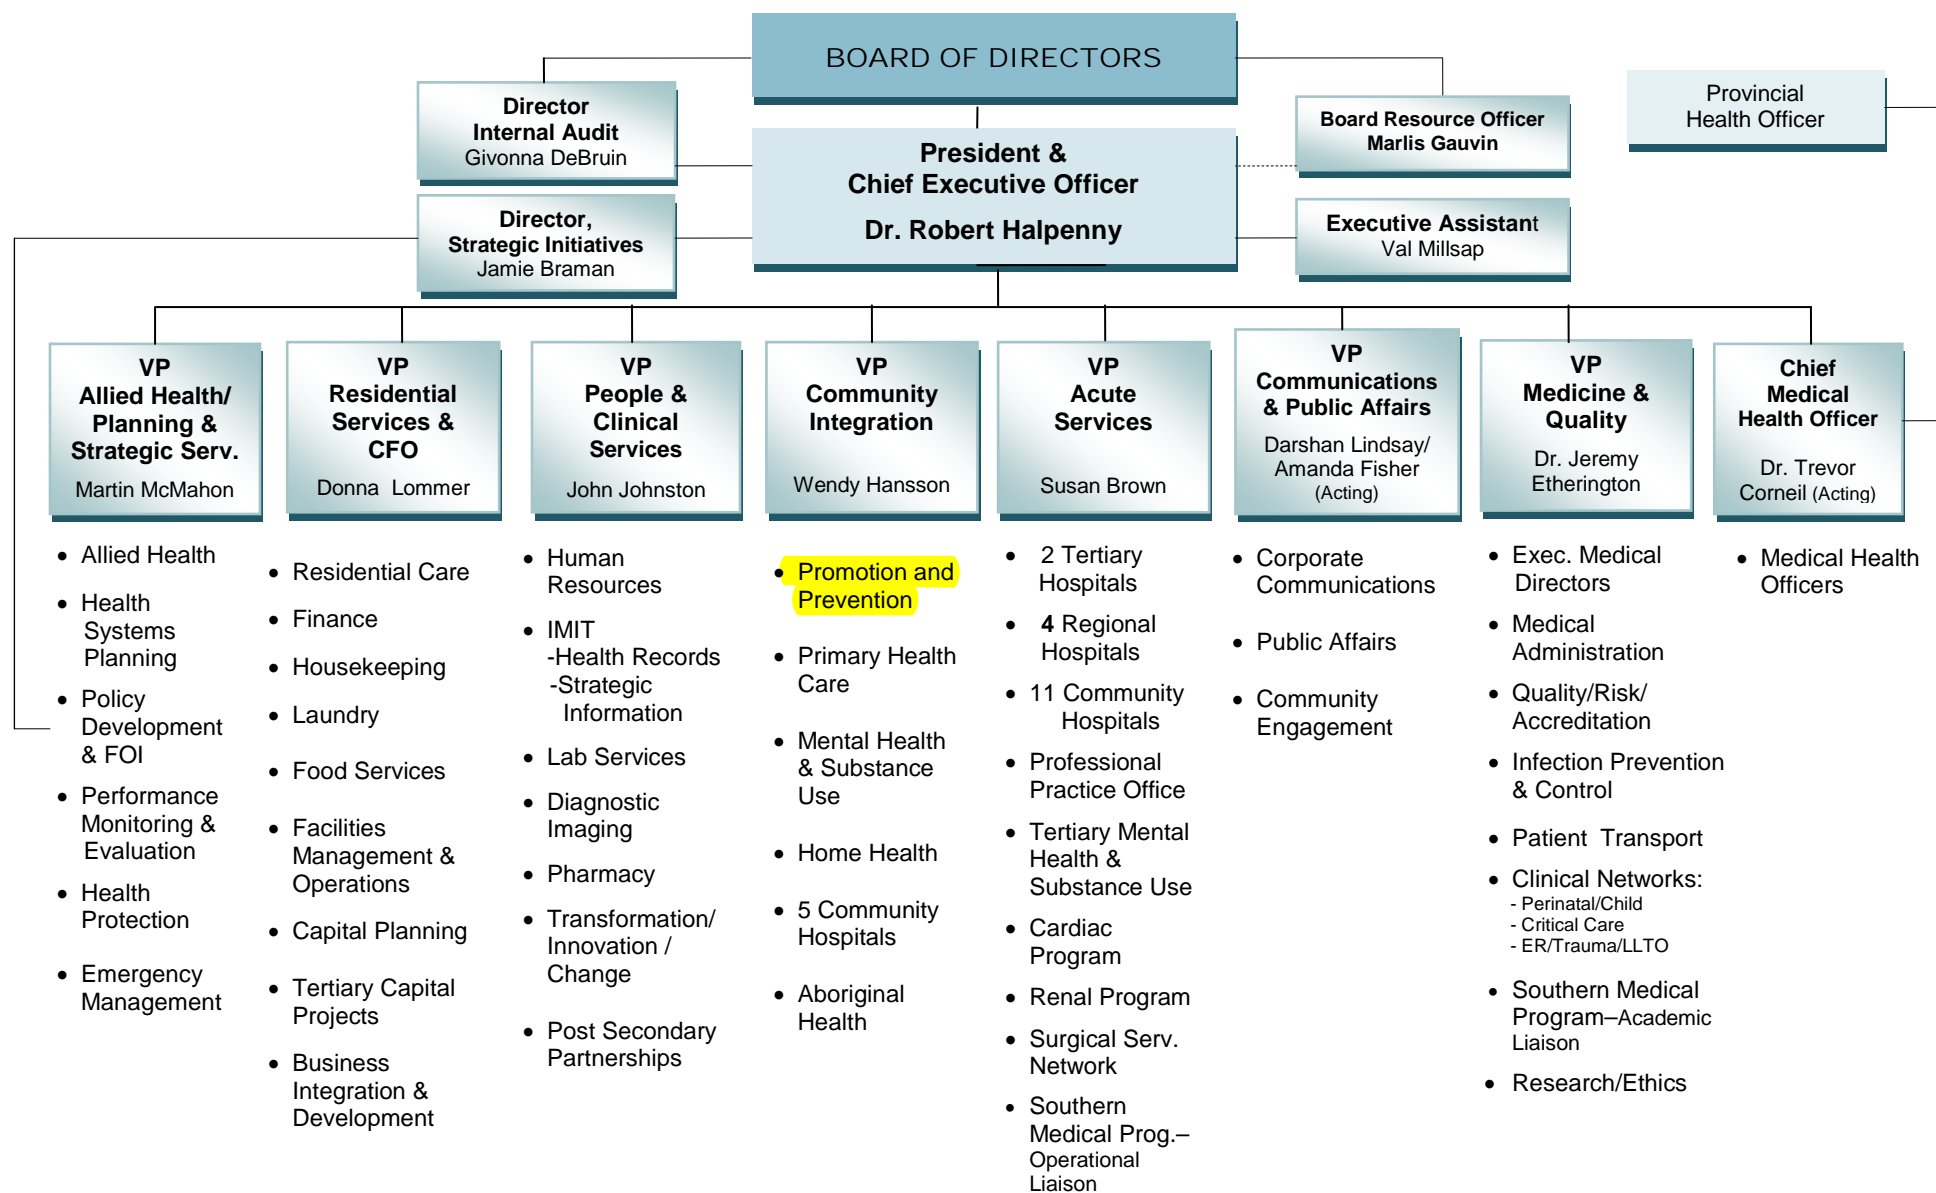 BOARD OF DIRECTORS
Director
Internal Audit
Givonna DeBruin
Board Resource Officer
Marlis Gauvin
Provincial
Health Officer
President &
Chief Executive Officer
Dr. Robert Halpenny
Director,
Strategic Initiatives
Jamie Braman
Executive Assistant
Val Millsap
VP
Allied Health/
Planning &
Strategic Serv.
Martin McMahon
• Allied Health
• Health
Systems
Planning
• Policy
Development
& FOI
• Performance
Monitoring &
Evaluation
• Health
Protection
• Emergency
Management
VP
Residential
Services &
CFO
Donna Lommer
• Residential Care
• Finance
• Housekeeping
• Laundry
• Food Services
• Facilities
Management &
Operations
• Capital Planning
• Tertiary Capital
Projects
• Business
Integration &
Development
VP
People &
Clinical
Services
John Johnston
• Human
Resources
• IMIT
-Health Records
-Strategic
Information
• Lab Services
• Diagnostic
Imaging
• Pharmacy
• Transformation/
Innovation /
Change
• Post Secondary
Partnerships
VP
Community
Integration
Wendy Hansson
• Promotion and
Prevention
• Primary Health
Care
• Mental Health
& Substance
Use
• Home Health
• 5 Community
Hospitals
• Aboriginal
Health
VP
Acute
Services
Susan Brown
• 2 Tertiary
Hospitals
• 4 Regional
Hospitals
• 11 Community
Hospitals
• Professional
Practice Office
• Tertiary Mental
Health &
Substance Use
• Cardiac
Program
• Renal Program
• Surgical Serv.
Network
• Southern
Medical Prog.–
Operational
Liaison
VP
Communications
& Public Affairs
Darshan Lindsay/
Amanda Fisher
(Acting)
• Corporate
Communications
• Public Affairs
• Community
Engagement
VP
Medicine &
Quality
Dr. Jeremy
Etherington
• Exec. Medical
Directors
• Medical
Administration
• Quality/Risk/
Accreditation
• Infection Prevention
& Control
• Patient Transport
• Clinical Networks:
- Perinatal/Child
- Critical Care
- ER/Trauma/LLTO
• Southern Medical
Program–Academic
Liaison
• Research/Ethics
Chief
Medical
Health Officer
Dr. Trevor
Corneil (Acting)
• Medical Health
Officers